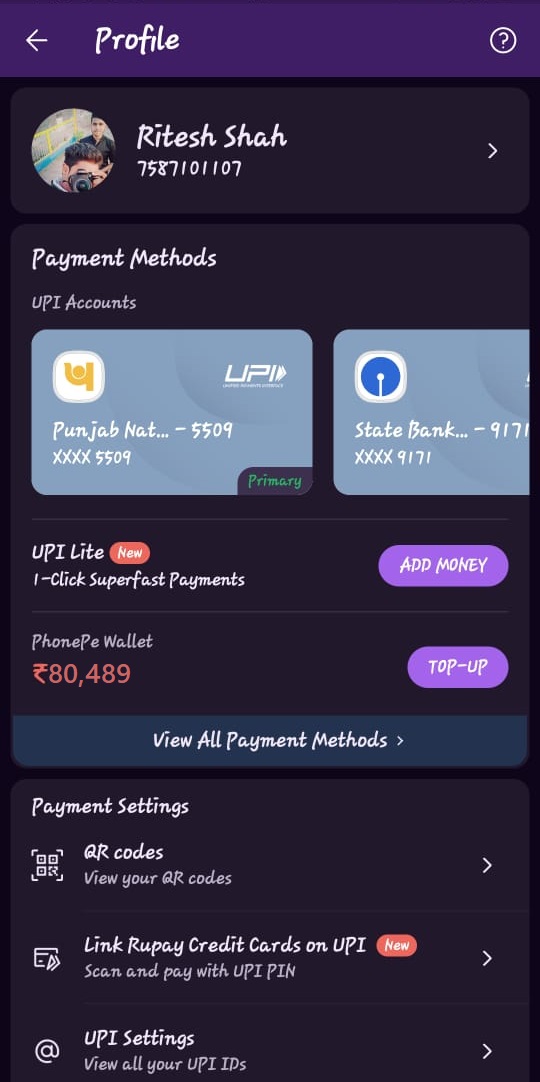 Profile
Ritesh Shah
7587101107
Payment Methods
UPI Accounts
UPI
UNIFIED PAYMENTS INTERFACE
Punjab Nat... - 5509
XXXX 5509
Primary
State Bank... - 9171
XXXX 9171
UPI Lite New
1-Click Superfast Payments
ADD MONEY
PhonePe Wallet
₹80,489
TOP-UP
View All Payment Methods >
Payment Settings
QR codes
View your QR codes
Link Rupay Credit Cards on UPI New
Scan and pay with UPI PIN
UPI Settings
View all your UPI IDs